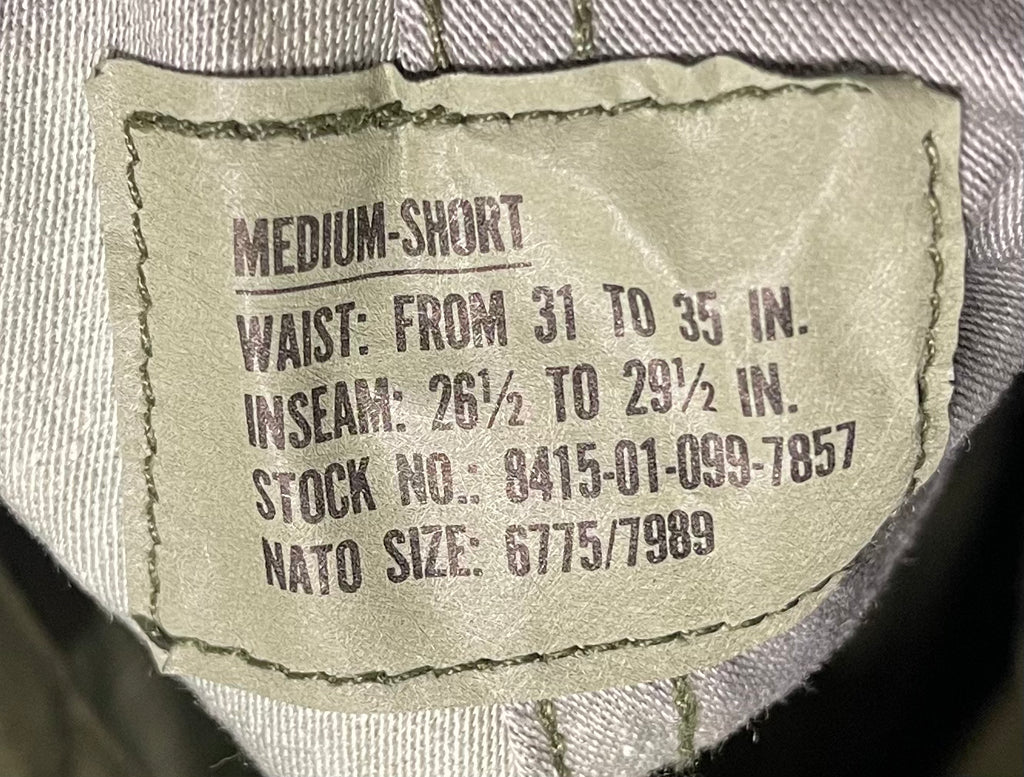 MEDIUM-SHORT
WAIST: FROM 31 TO 35 IN.
INSEAM: 26½ TO 29½ IN.
STOCK NO.: 8415-01-099-7857
NATO SIZE: 6775/7989